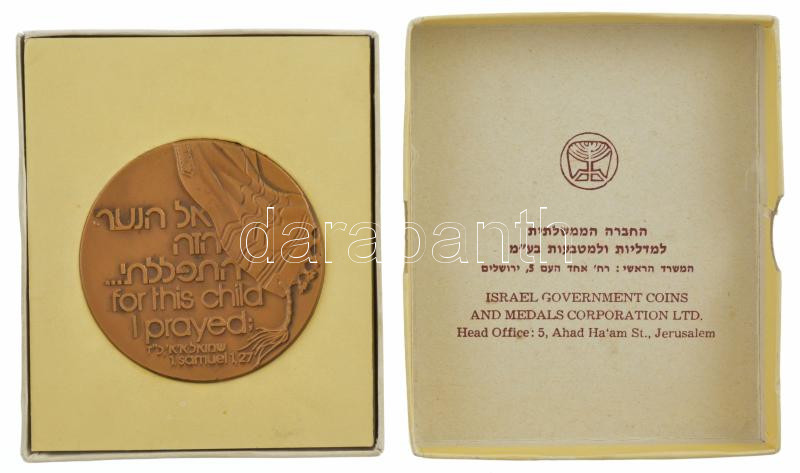 אל הנער
הזה
התפללתי...
for this child
I prayed:
שמואל א׳ א׳ כ״ז
1, samuel 1, 27
החברה הממשלתית
למדליות ולמטבעות בע"מ
המשרד הראשי : רח' אחד העם 5, ירושלים
ISRAEL GOVERNMENT COINS
AND MEDALS CORPORATION LTD.
Head Office: 5, Ahad Ha'am St., Jerusalem
darabanth